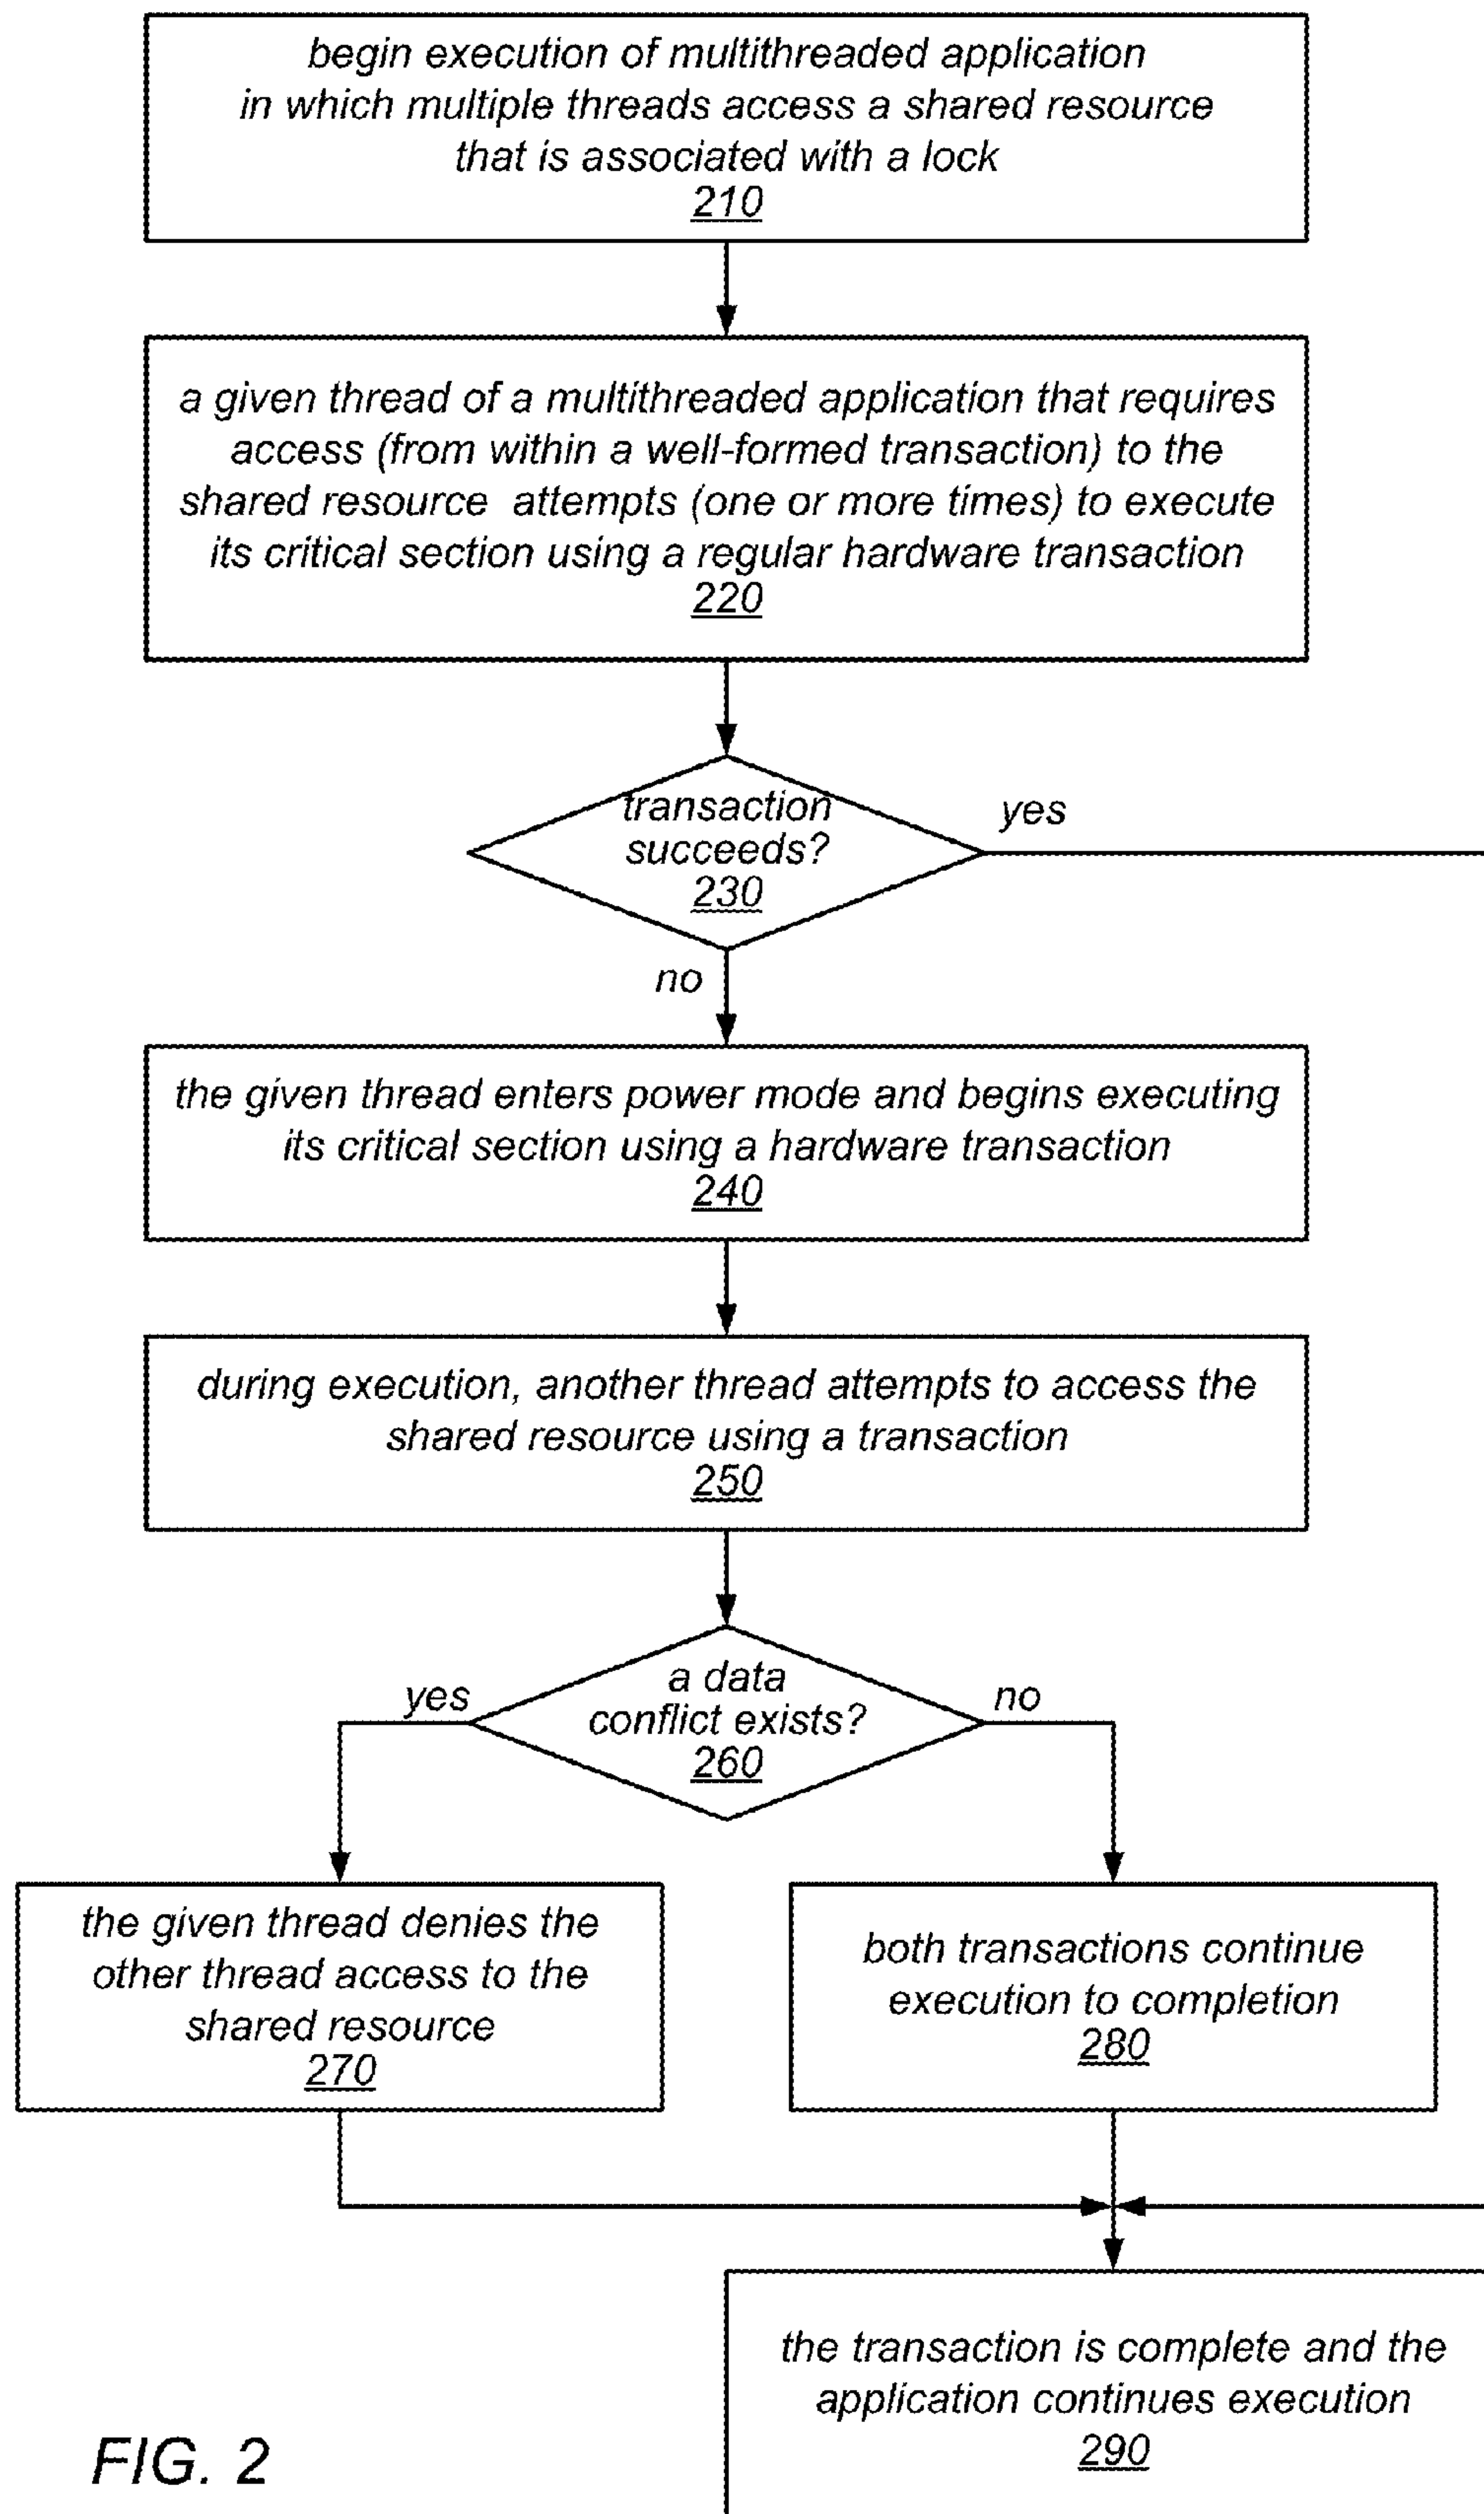 begin execution of multithreaded application
in which multiple threads access a shared resource
that is associated with a lock
210
a given thread of a multithreaded application that requires
access (from within a well-formed transaction) to the
shared resource attempts (one or more times) to execute
its critical section using a regular hardware transaction
220
transaction
succeeds?
230
yes
no
the given thread enters power mode and begins executing
its critical section using a hardware transaction
240
during execution, another thread attempts to access the
shared resource using a transaction
250
a data
conflict exists?
260
yes
no
the given thread denies the
other thread access to the
shared resource
270
both transactions continue
execution to completion
280
the transaction is complete and the
application continues execution
290
FIG. 2